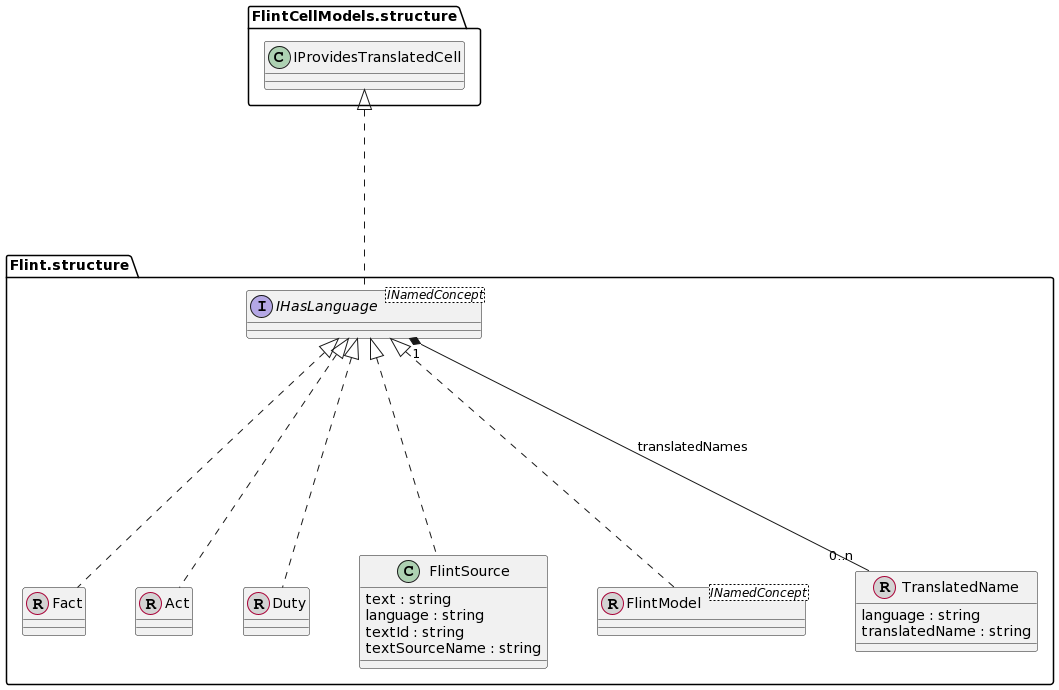 FlintCellModels.structure
C IProvidesTranslatedCell
Flint.structure
I IHasLanguage INamedConcept
1
translatedNames
0..n
R Fact
R Act
R Duty
C FlintSource
text : string
language : string
textId : string
textSourceName : string
R FlintModel INamedConcept
R TranslatedName
language : string
translatedName : string